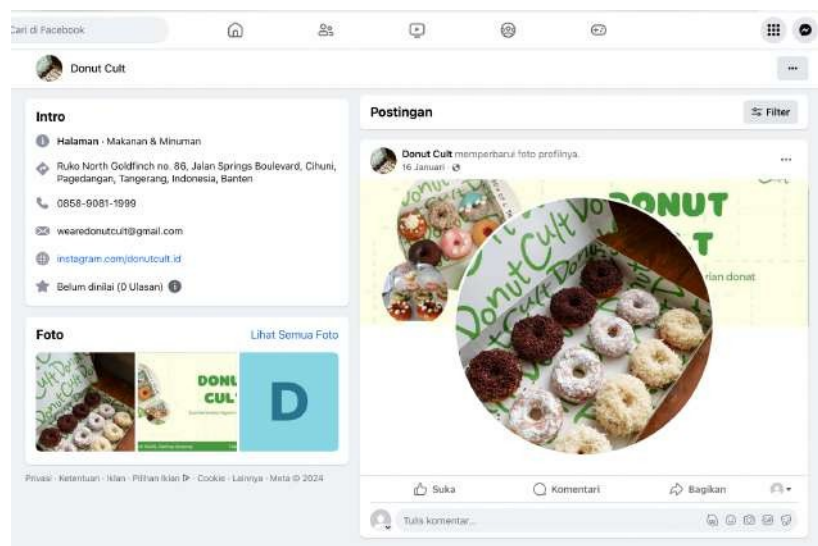 Cari di Facebook
Donut Cult
Intro
Halaman · Makanan & Minuman
Ruko North Goldfinch no. 86, Jalan Springs Boulevard, Cihuni,
Pagedangan, Tangerang, Indonesia, Banten
0858-9081-1999
wearedonutcult@gmail.com
instagram.com/donutcult.id
Belum dinilai (0 Ulasan)
Foto
Lihat Semua Foto
D
Privasi · Ketentuan · Iklan · Pilihan Iklan · Cookie · Lainnya · Meta © 2024
Postingan
Filter
Donut Cult memperbarui foto profilnya.
16 Januari
DONUT
T
rian donat
Donut Cult
Suka
Komentari
Bagikan
Tulis komentar...